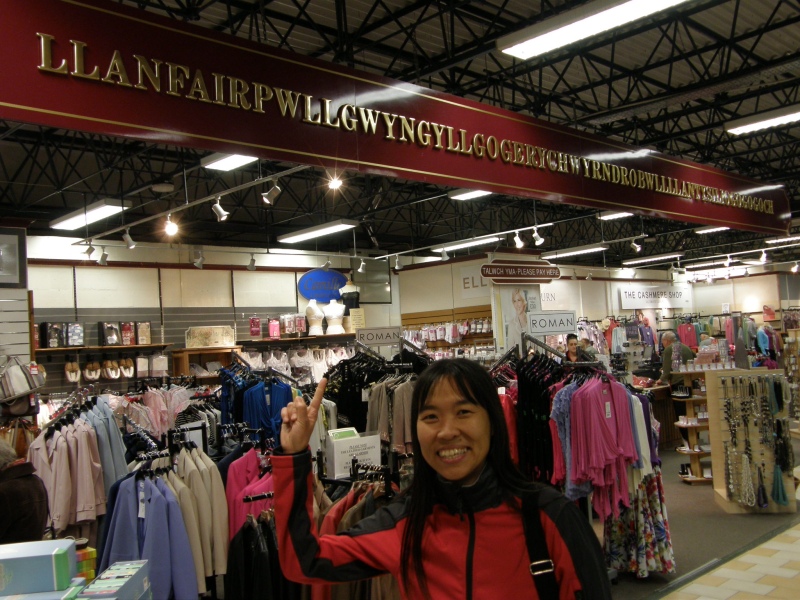 LLANFAIRPWLLGWYNGYLLGOGERYCHWYRNDROBWLLLLANTYSILIOGOGOGOCH
TALWCH YMA • PLEASE PAY HERE
THE CASHMERE SHOP
ROMAN
ROMAN